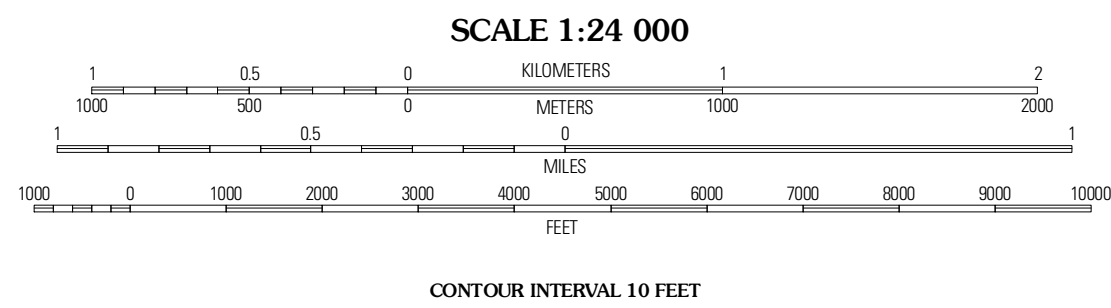 SCALE 1:24 000
1 0.5 0 KILOMETERS 1 2
1000 500 0 METERS 1000 2000
1 0.5 0 1
MILES
1000 0 1000 2000 3000 4000 5000 6000 7000 8000 9000 10000
FEET
CONTOUR INTERVAL 10 FEET